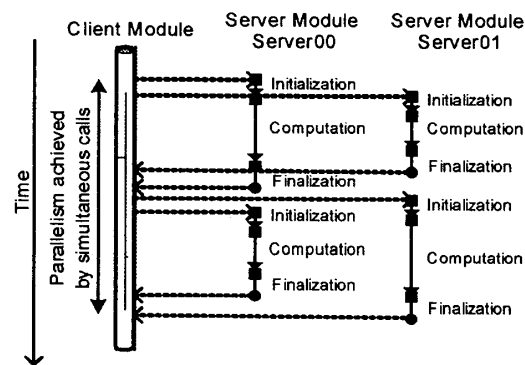 Client Module
Server Module
Server00
Server Module
Server01
Time
Parallelism achieved
by simultaneous calls
Initialization
Initialization
Computation
Computation
Finalization
Finalization
Initialization
Initialization
Computation
Computation
Finalization
Finalization